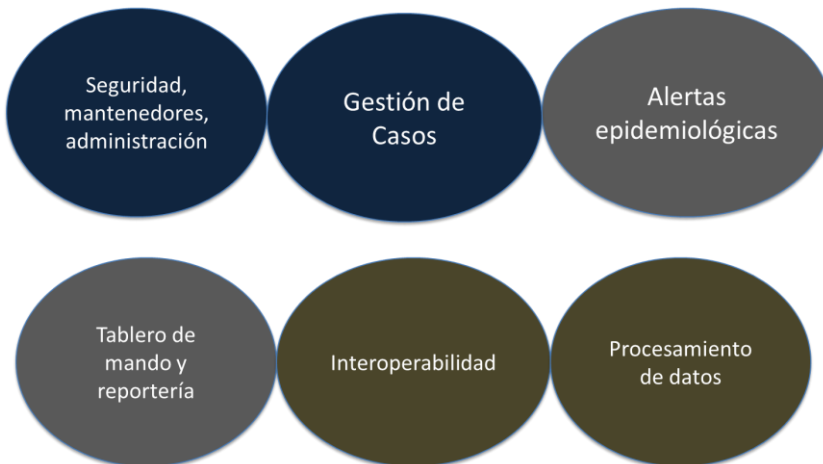 Seguridad,
mantenedores,
administración
Gestión de
Casos
Alertas
epidemiológicas
Tablero de
mando y
reportería
Interoperabilidad
Procesamiento
de datos